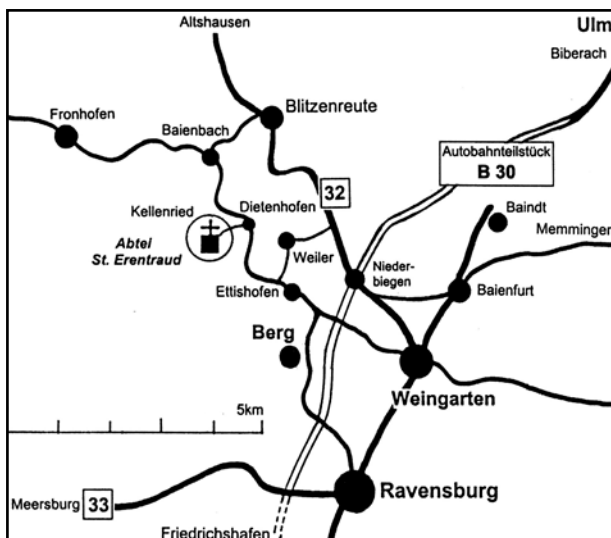 Altshausen
Ulm
Biberach
Fronhofen
Blitzenreute
Baienbach
Autobahnteilstück
B 30
32
Kellenried
Dietenhofen
Baindt
Abtei
St. Erentraud
Weiler
Memmingen
Nieder-
biegen
Ettishofen
Baienfurt
Berg
Weingarten
5km
Ravensburg
Meersburg
33
Friedrichshafen